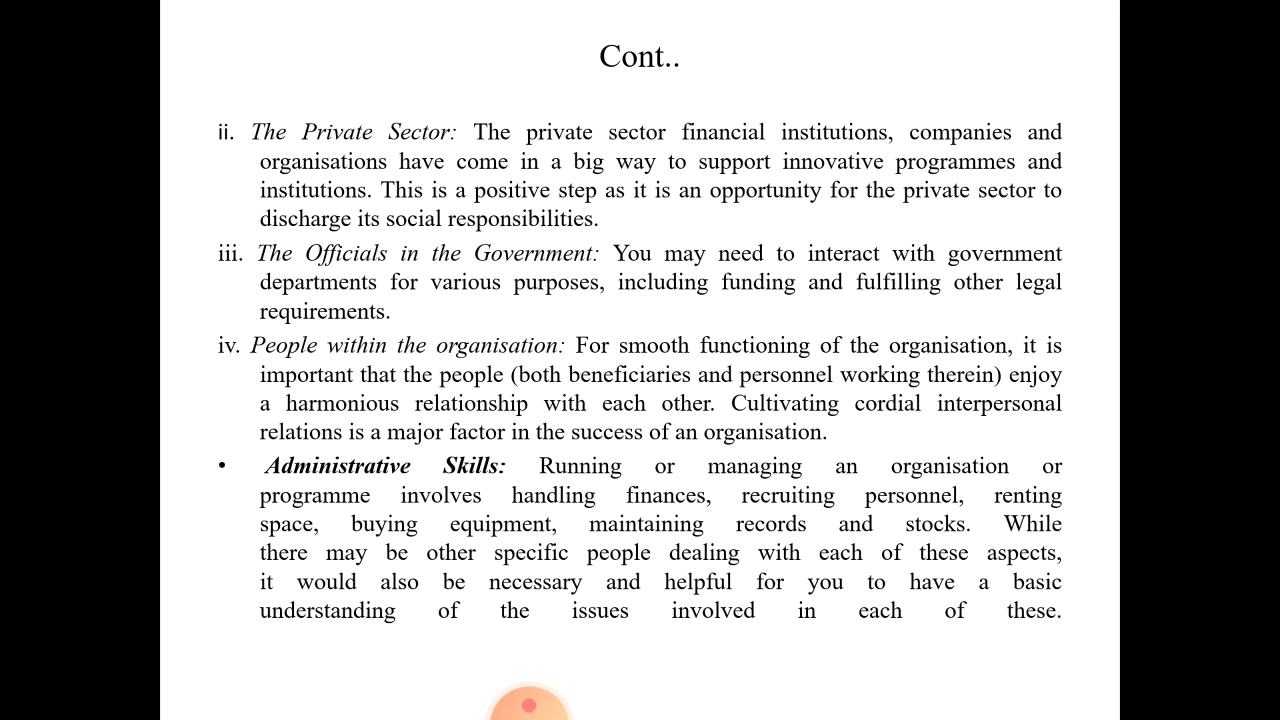 Cont..
ii. The Private Sector: The private sector financial institutions, companies and
organisations have come in a big way to support innovative programmes and
institutions. This is a positive step as it is an opportunity for the private sector to
discharge its social responsibilities.
iii. The Officials in the Government: You may need to interact with government
departments for various purposes, including funding and fulfilling other legal
requirements.
iv. People within the organisation: For smooth functioning of the organisation, it is
important that the people (both beneficiaries and personnel working therein) enjoy
a harmonious relationship with each other. Cultivating cordial interpersonal
relations is a major factor in the success of an organisation.
• Administrative Skills: Running or managing an organisation or
programme involves handling finances, recruiting personnel, renting
space, buying equipment, maintaining records and stocks. While
there may be other specific people dealing with each of these aspects,
it would also be necessary and helpful for you to have a basic
understanding of the issues involved in each of these.